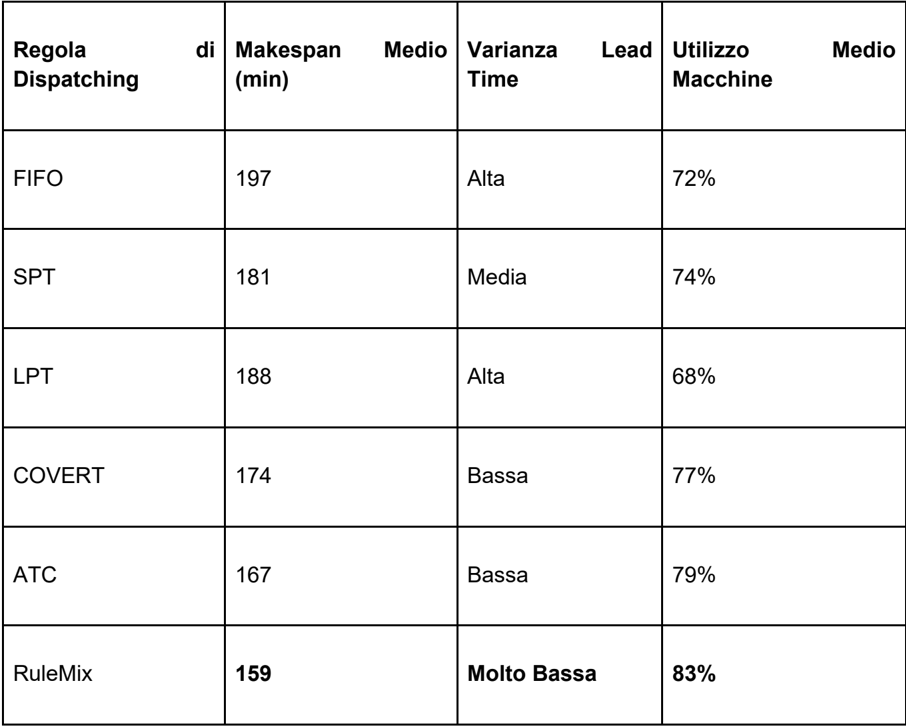 Regola di Dispatching
Makespan Medio (min)
Varianza Lead Time
Utilizzo Medio Macchine
FIFO
197
Alta
72%
SPT
181
Media
74%
LPT
188
Alta
68%
COVERT
174
Bassa
77%
ATC
167
Bassa
79%
RuleMix
159
Molto Bassa
83%